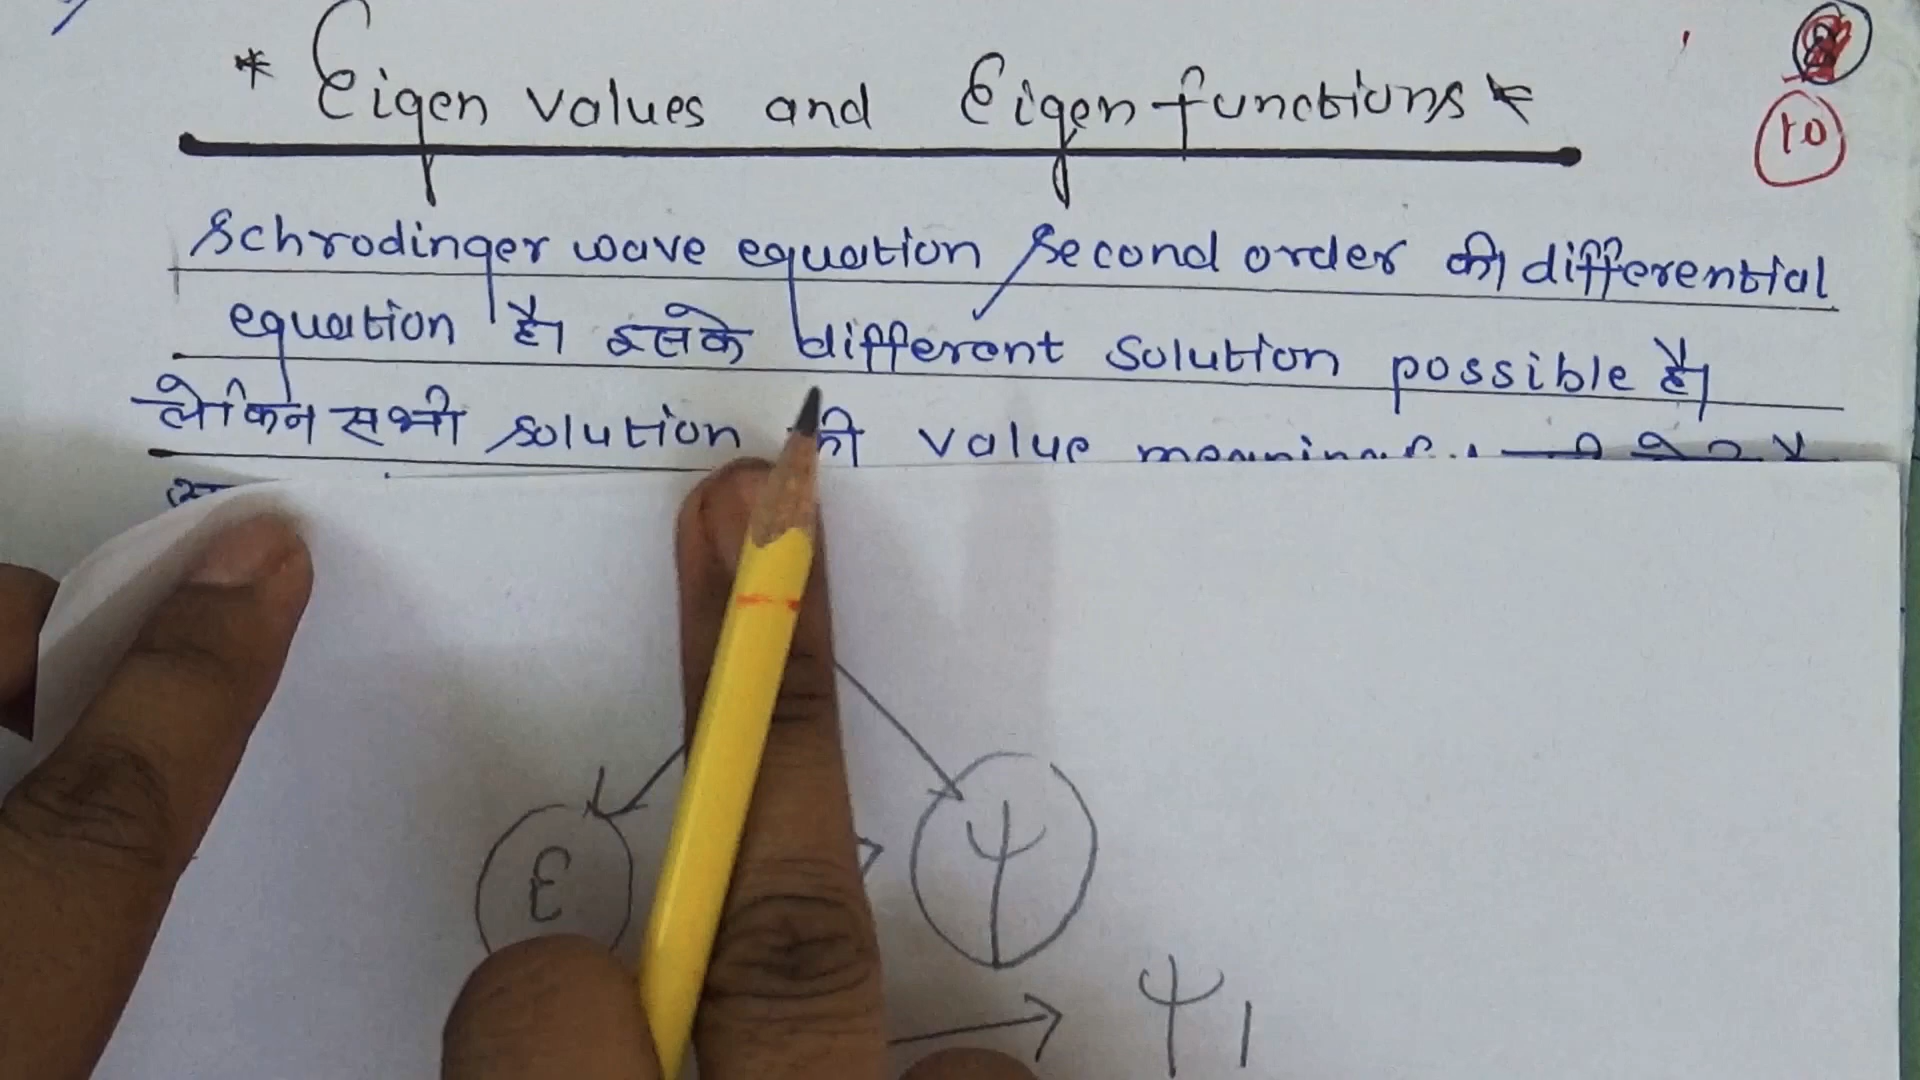 * Eigen values and Eigen functions *
10
Schrodinger wave equation second order की differential
equation है। इसके different solution possible है।
लेकिन सभी solution की value
E
ψ
ψ1